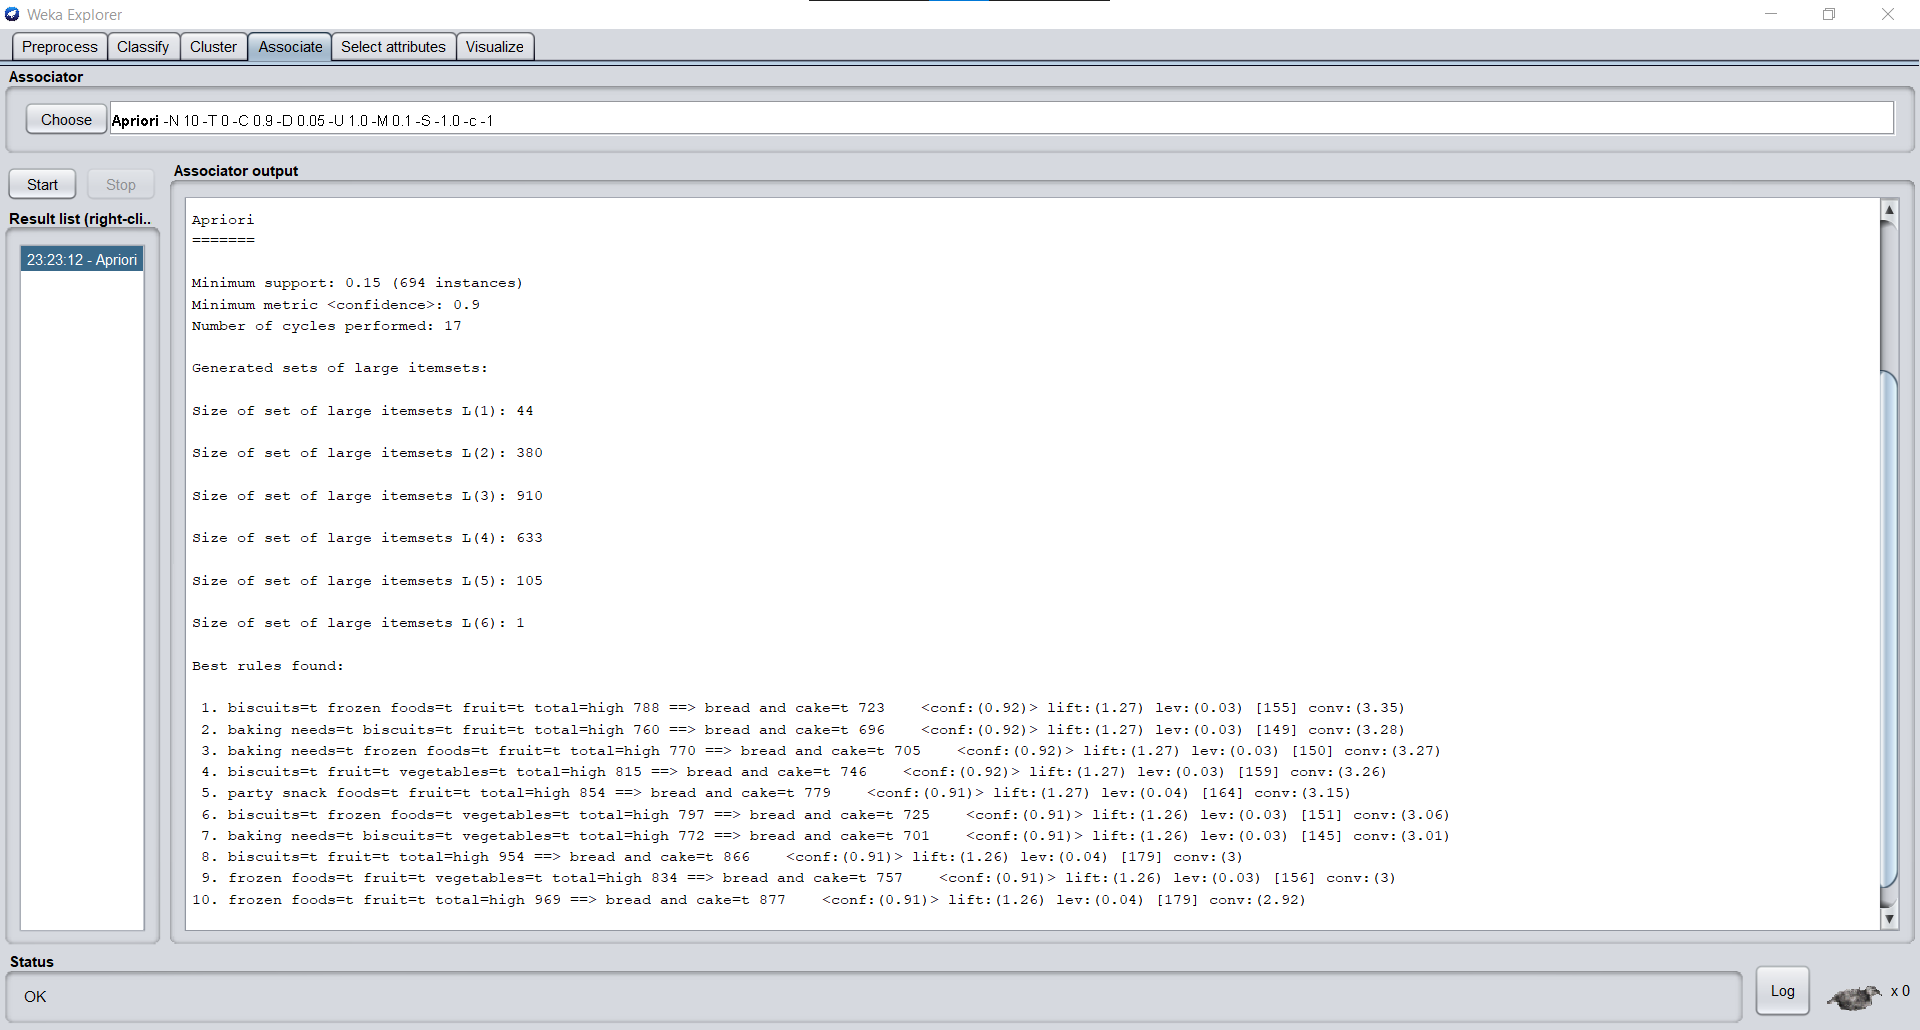 Weka Explorer
Preprocess Classify Cluster Associate Select attributes Visualize
Associator
Choose Apriori -N 10 -T 0 -C 0.9 -D 0.05 -U 1.0 -M 0.1 -S -1.0 -c -1
Start Stop
Result list (right-cli..
23:23:12 - Apriori
Associator output
Apriori
=======
Minimum support: 0.15 (694 instances)
Minimum metric <confidence>: 0.9
Number of cycles performed: 17
Generated sets of large itemsets:
Size of set of large itemsets L(1): 44
Size of set of large itemsets L(2): 380
Size of set of large itemsets L(3): 910
Size of set of large itemsets L(4): 633
Size of set of large itemsets L(5): 105
Size of set of large itemsets L(6): 1
Best rules found:
1. biscuits=t frozen foods=t fruit=t total=high 788 ==> bread and cake=t 723 <conf:(0.92)> lift:(1.27) lev:(0.03) [155] conv:(3.35)
2. baking needs=t biscuits=t fruit=t total=high 760 ==> bread and cake=t 696 <conf:(0.92)> lift:(1.27) lev:(0.03) [149] conv:(3.28)
3. baking needs=t frozen foods=t fruit=t total=high 770 ==> bread and cake=t 705 <conf:(0.92)> lift:(1.27) lev:(0.03) [150] conv:(3.27)
4. biscuits=t fruit=t vegetables=t total=high 815 ==> bread and cake=t 746 <conf:(0.92)> lift:(1.27) lev:(0.03) [159] conv:(3.26)
5. party snack foods=t fruit=t total=high 854 ==> bread and cake=t 779 <conf:(0.91)> lift:(1.27) lev:(0.04) [164] conv:(3.15)
6. biscuits=t frozen foods=t vegetables=t total=high 797 ==> bread and cake=t 725 <conf:(0.91)> lift:(1.26) lev:(0.03) [151] conv:(3.06)
7. baking needs=t biscuits=t vegetables=t total=high 772 ==> bread and cake=t 701 <conf:(0.91)> lift:(1.26) lev:(0.03) [145] conv:(3.01)
8. biscuits=t fruit=t total=high 954 ==> bread and cake=t 866 <conf:(0.91)> lift:(1.26) lev:(0.04) [179] conv:(3)
9. frozen foods=t fruit=t vegetables=t total=high 834 ==> bread and cake=t 757 <conf:(0.91)> lift:(1.26) lev:(0.03) [156] conv:(3)
10. frozen foods=t fruit=t total=high 969 ==> bread and cake=t 877 <conf:(0.91)> lift:(1.26) lev:(0.04) [179] conv:(2.92)
Status
OK
Log
x 0